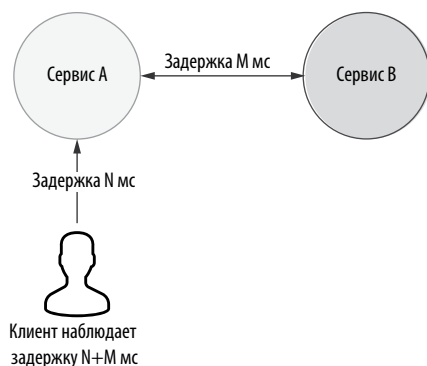 Сервис A
Задержка M мс
Сервис B
Задержка N мс
Клиент наблюдает
задержку N+M мс